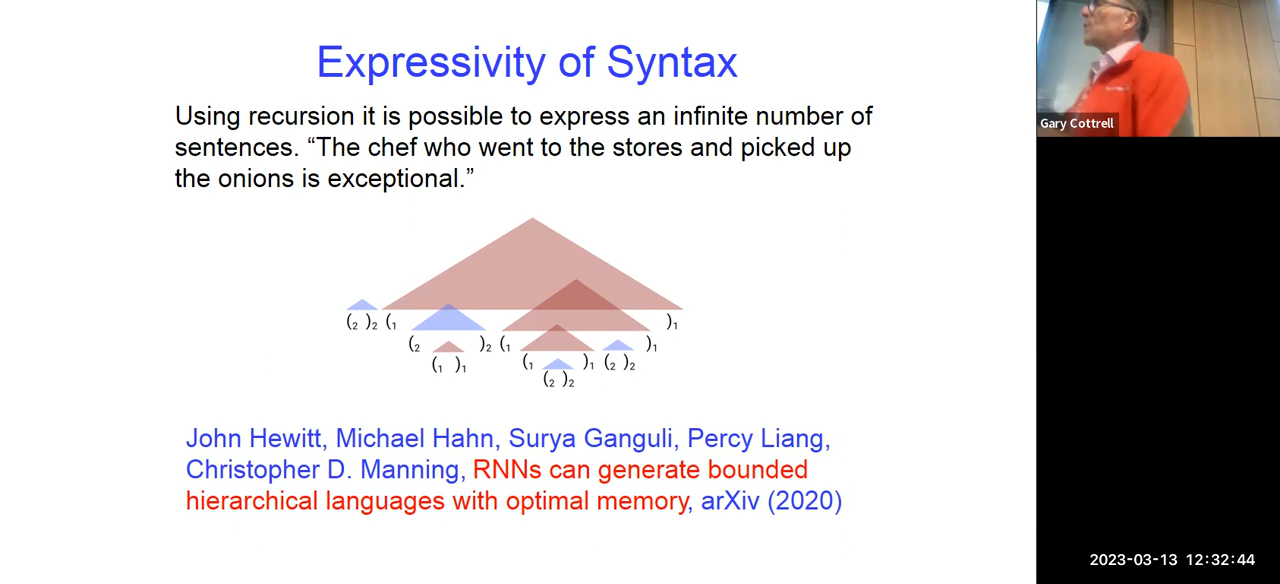 Expressivity of Syntax
Using recursion it is possible to express an infinite number of
sentences. “The chef who went to the stores and picked up
the onions is exceptional.”
(₂ )₂ (₁ )₁
(₂ )₂ (₁ )₁
(₁ )₁ (₁ )₁ (₂ )₂
(₂ )₂
John Hewitt, Michael Hahn, Surya Ganguli, Percy Liang,
Christopher D. Manning, RNNs can generate bounded
hierarchical languages with optimal memory, arXiv (2020)
Gary Cottrell
2023-03-13 12:32:44